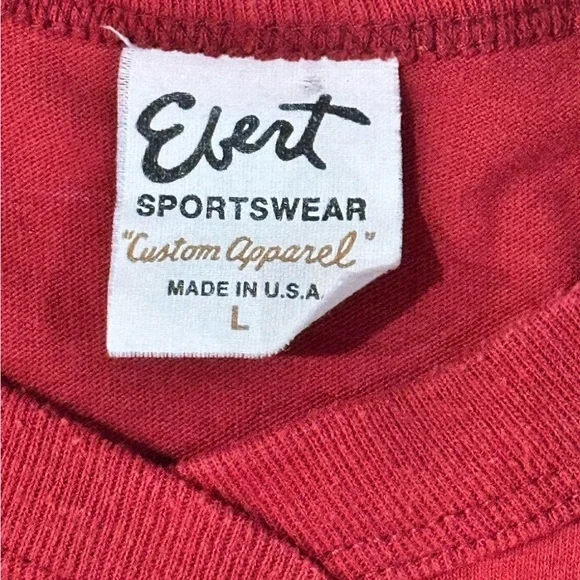 Ebert
SPORTSWEAR
"Custom Apparel"
MADE IN U.S.A.
L